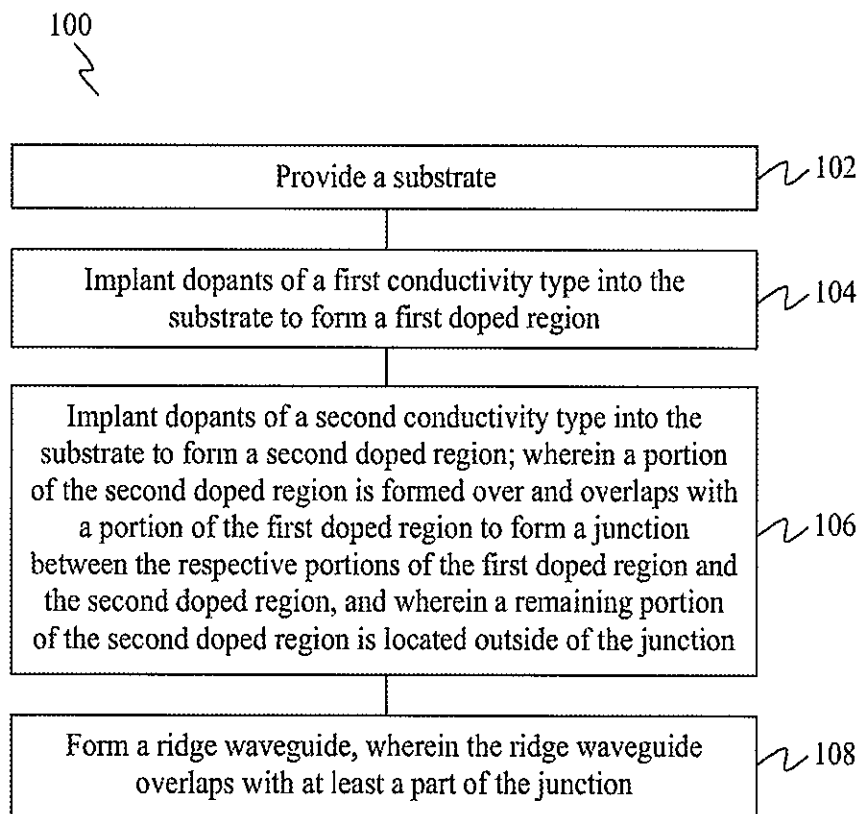 100
Provide a substrate
102
Implant dopants of a first conductivity type into the
substrate to form a first doped region
104
Implant dopants of a second conductivity type into the
substrate to form a second doped region; wherein a portion
of the second doped region is formed over and overlaps with
a portion of the first doped region to form a junction
between the respective portions of the first doped region and
the second doped region, and wherein a remaining portion
of the second doped region is located outside of the junction
106
Form a ridge waveguide, wherein the ridge waveguide
overlaps with at least a part of the junction
108